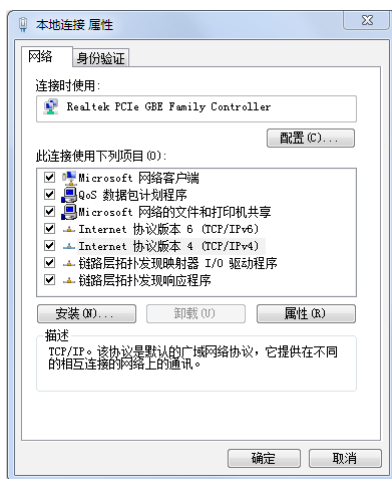 本地连接 属性
网络
身份验证
连接时使用:
Realtek PCIe GBE Family Controller
配置(C)...
此连接使用下列项目(O):
Microsoft 网络客户端
QoS 数据包计划程序
Microsoft 网络的文件和打印机共享
Internet 协议版本 6 (TCP/IPv6)
Internet 协议版本 4 (TCP/IPv4)
链路层拓扑发现映射器 I/O 驱动程序
链路层拓扑发现响应程序
安装(N)...
卸载(U)
属性(R)
描述
TCP/IP。该协议是默认的广域网络协议，它提供在不同
的相互连接的网络上的通讯。
确定
取消